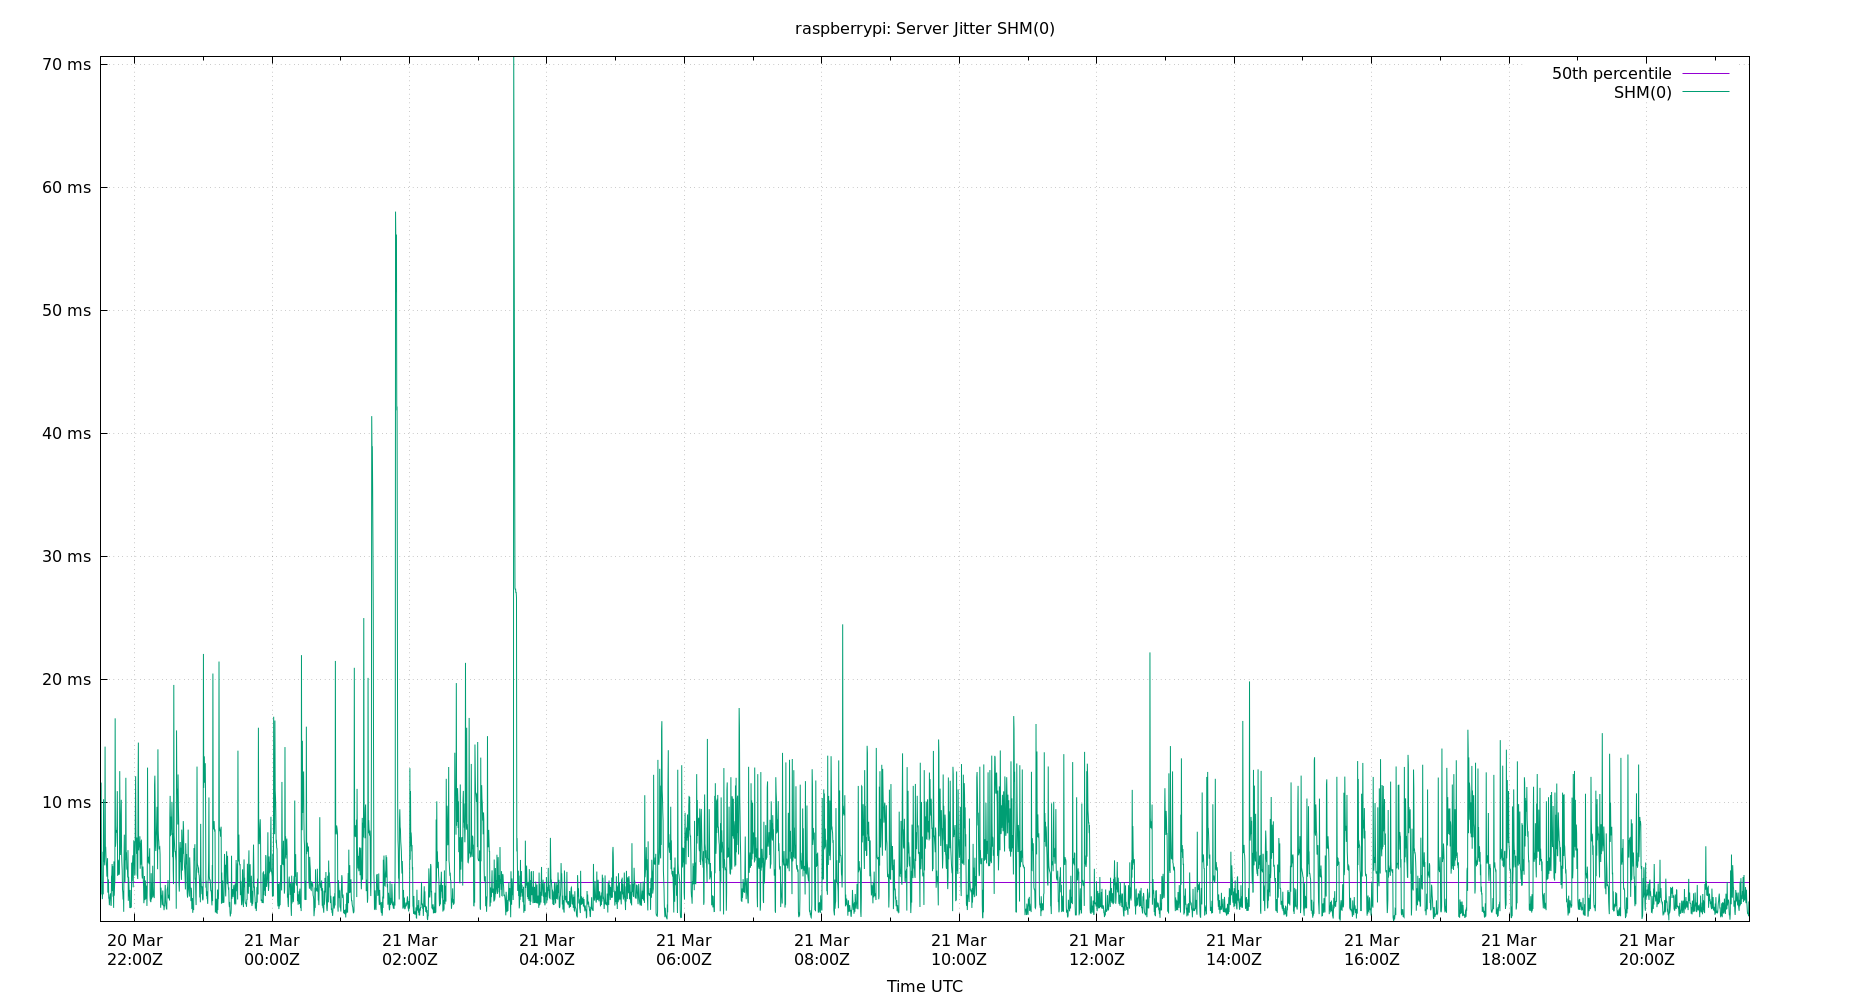 raspberrypi: Server Jitter SHM(0)
70 ms
60 ms
50 ms
40 ms
30 ms
20 ms
10 ms
50th percentile
SHM(0)
20 Mar 21 Mar 21 Mar 21 Mar 21 Mar 21 Mar 21 Mar 21 Mar 21 Mar 21 Mar 21 Mar 21 Mar
22:00Z 00:00Z 02:00Z 04:00Z 06:00Z 08:00Z 10:00Z 12:00Z 14:00Z 16:00Z 18:00Z 20:00Z
Time UTC